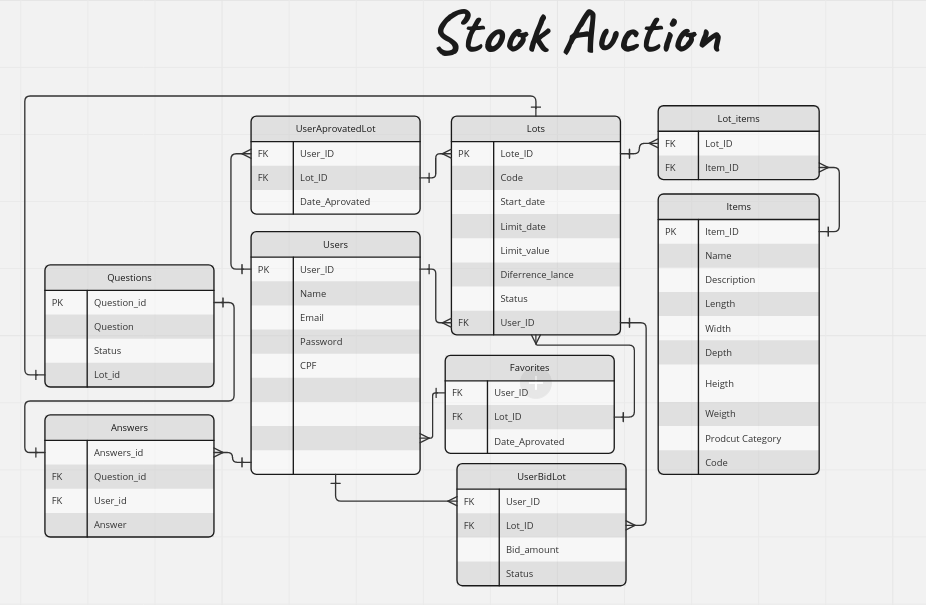 Stook Auction
UserAprovatedLot
FK User_ID
FK Lot_ID
Date_Aprovated
Lots
PK Lote_ID
Code
Start_date
Limit_date
Limit_value
Diferrence_lance
Status
FK User_ID
Lot_items
FK Lot_ID
FK Item_ID
Items
PK Item_ID
Name
Description
Length
Width
Depth
Heigth
Weigth
Prodcut Category
Code
Users
PK User_ID
Name
Email
Password
CPF
Questions
PK Question_id
Question
Status
Lot_id
Favorites
FK User_ID
FK Lot_ID
Date_Aprovated
Answers
Answers_id
FK Question_id
FK User_id
Answer
UserBidLot
FK User_ID
FK Lot_ID
Bid_amount
Status